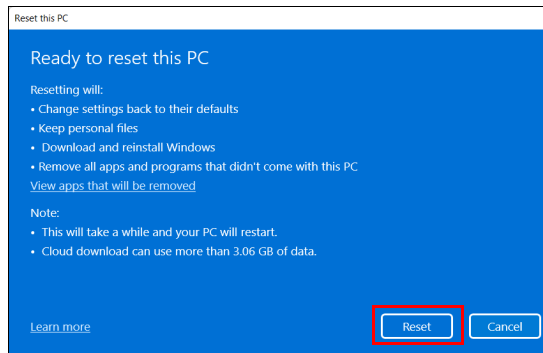 Reset this PC
Ready to reset this PC
Resetting will:
• Change settings back to their defaults
• Keep personal files
• Download and reinstall Windows
• Remove all apps and programs that didn't come with this PC
View apps that will be removed
Note:
• This will take a while and your PC will restart.
• Cloud download can use more than 3.06 GB of data.
Learn more
Reset
Cancel